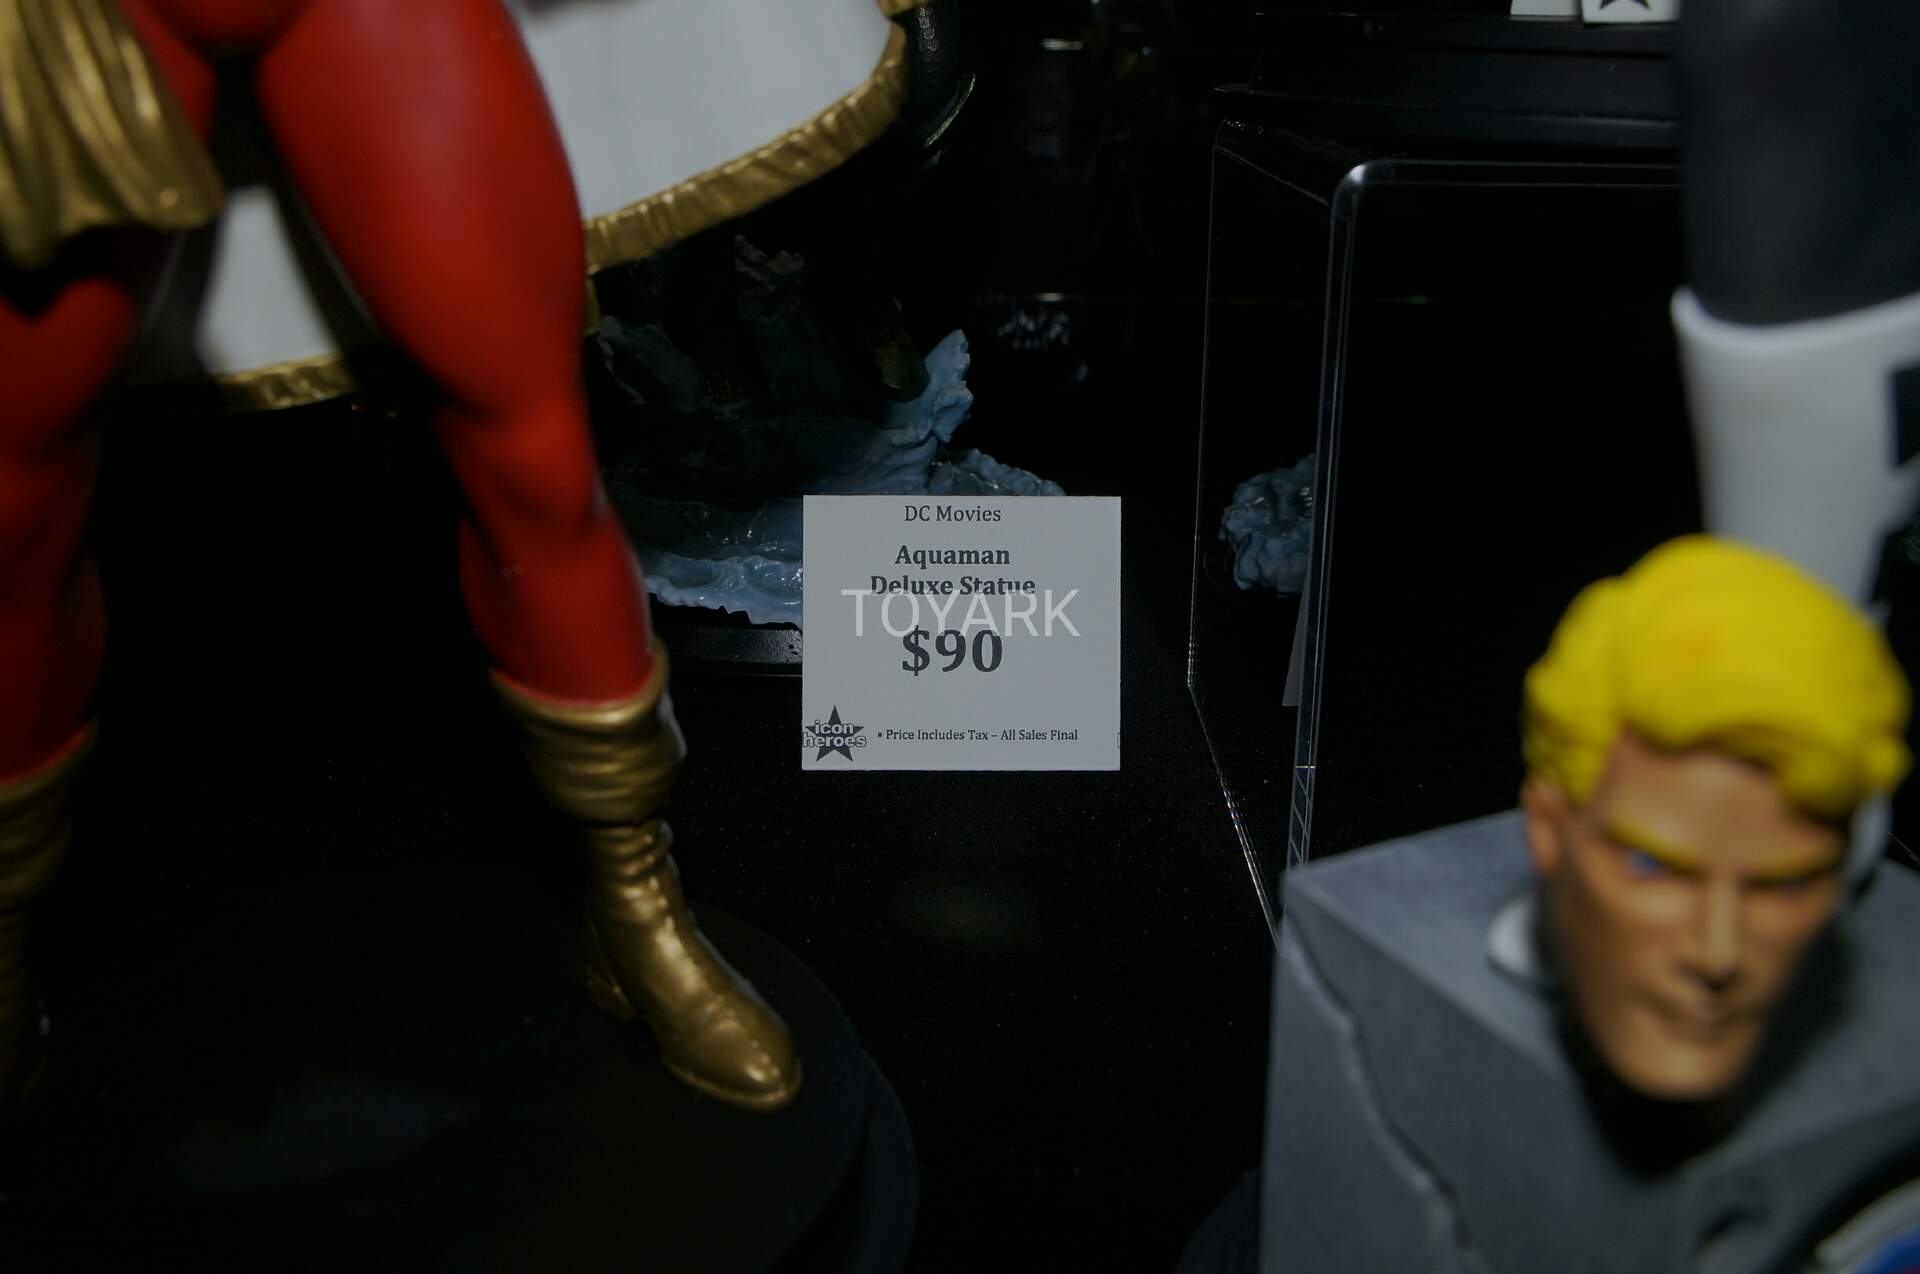 DC Movies
Aquaman
Deluxe Statue
TOYARK
$90
icon
heroes
• Price Includes Tax – All Sales Final